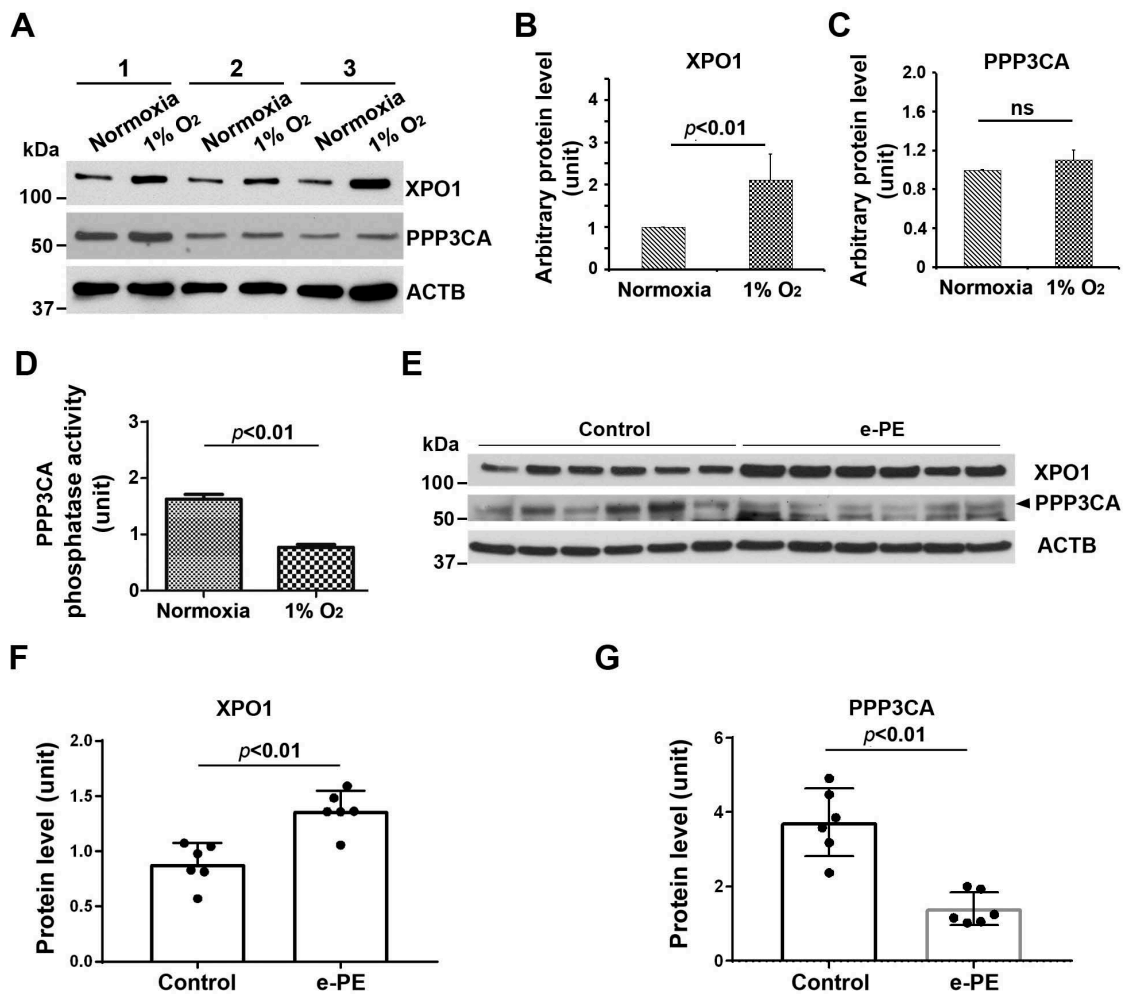 A
1 2 3
Normoxia 1% O2 Normoxia 1% O2 Normoxia 1% O2
kDa
100
XPO1
50
PPP3CA
37
ACTB
B
XPO1
Arbitrary protein level
(unit)
4
3
2
1
0
p<0.01
Normoxia 1% O2
C
PPP3CA
Arbitrary protein level
(unit)
2.0
1.6
1.2
0.8
0.4
0
ns
Normoxia 1% O2
D
PPP3CA
phosphatase activity
(unit)
3
2
1
0
p<0.01
Normoxia 1% O2
E
Control e-PE
kDa
100
XPO1
50
PPP3CA
37
ACTB
F
XPO1
Protein level (unit)
2.0
1.5
1.0
0.5
0.0
p<0.01
Control e-PE
G
PPP3CA
Protein level (unit)
6
4
2
0
p<0.01
Control e-PE